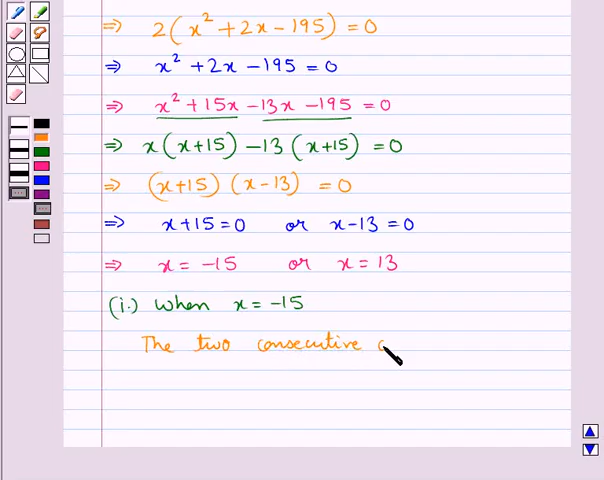 ⇒ 2(x² + 2x - 195) = 0
⇒ x² + 2x - 195 = 0
⇒ x² + 15x - 13x - 195 = 0
⇒ x(x+15) - 13(x+15) = 0
⇒ (x+15) (x-13) = 0
⇒ x+15 = 0 or x-13 = 0
⇒ x = -15 or x = 13
(i.) when x = -15
The two consecutive